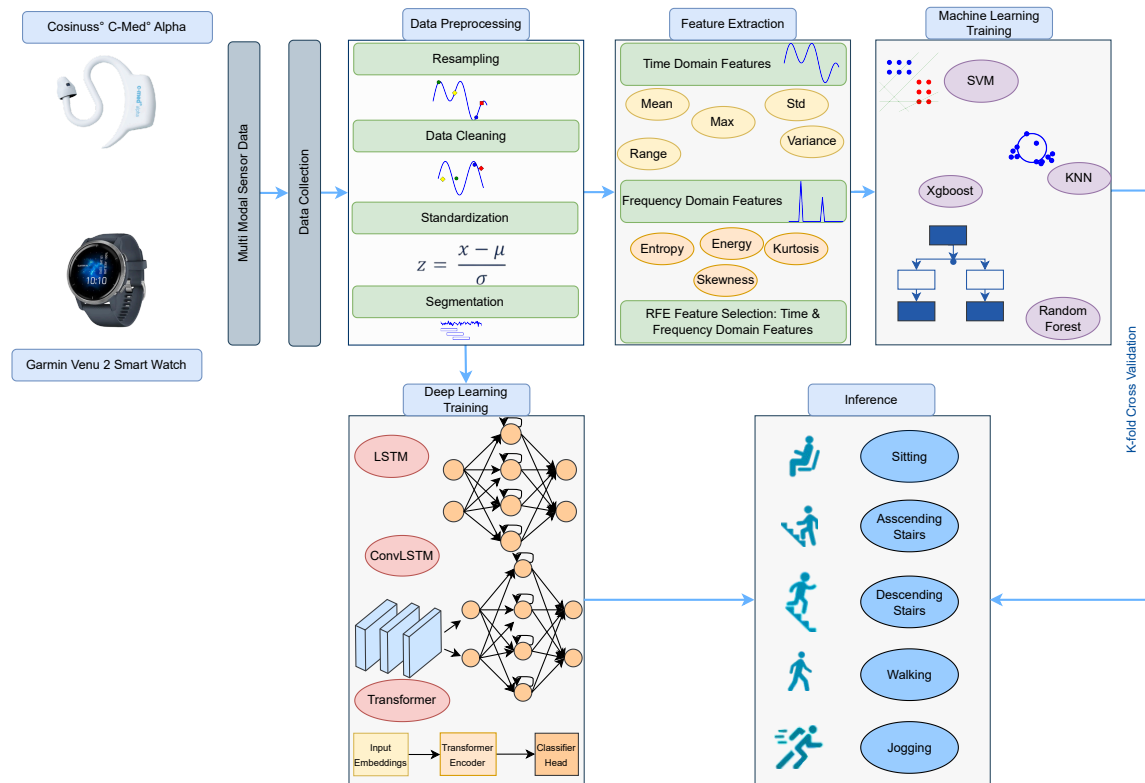 Cosinuss° C-Med° Alpha
c-med° alpha
10:10
Garmin Venu 2 Smart Watch
Multi Modal Sensor Data
Data Collection
Data Preprocessing
Resampling
Data Cleaning
Standardization
z = x − μ
σ
Segmentation
Feature Extraction
Time Domain Features
Mean
Max
Std
Range
Variance
Frequency Domain Features
Entropy
Energy
Kurtosis
Skewness
RFE Feature Selection: Time &
Frequency Domain Features
Machine Learning
Training
SVM
KNN
Xgboost
Random
Forest
K-fold Cross Validation
Deep Learning
Training
LSTM
ConvLSTM
Transformer
Input
Embeddings
Transformer
Encoder
Classifier
Head
Inference
Sitting
Asscending
Stairs
Descending
Stairs
Walking
Jogging